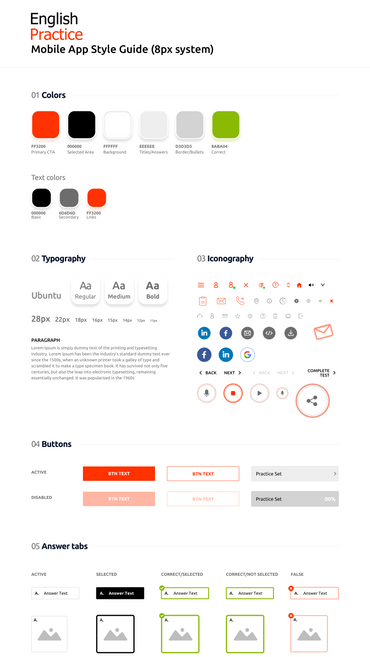 English
Practice
Mobile App Style Guide (8px system)
01 Colors
FF3300 000000 FFFFFF EEEEEE D3D3D3 8AB808
Primary CTA Selected Area Background Titles/Answers Border/Bullets Correct
Text colors
000000 6D6D6D FF3300
Basic Secondary Links
02 Typography
03 Iconography
Aa Aa Aa
Ubuntu Regular Medium Bold
28px 22px 18px 16px 15px 14px 12px 11px
PARAGRAPH
Lorem Ipsum is simply dummy text of the printing and typesetting
industry. Lorem Ipsum has been the industry's standard dummy text ever
since the 1500s, when an unknown printer took a galley of type and
scrambled it to make a type specimen book. It has survived not only five
centuries, but also the leap into electronic typesetting, remaining
essentially unchanged. It was popularised in the 1960s
BACK NEXT BACK NEXT COMPLETE TEST
04 Buttons
ACTIVE BTN TEXT BTN TEXT Practice Set
DISABLED BTN TEXT BTN TEXT Practice Set
05 Answer tabs
ACTIVE SELECTED CORRECT/SELECTED CORRECT/NOT SELECTED FALSE
A. Answer Text A. Answer Text A. Answer Text A. Answer Text A. Answer Text
A. A. A. A. A.